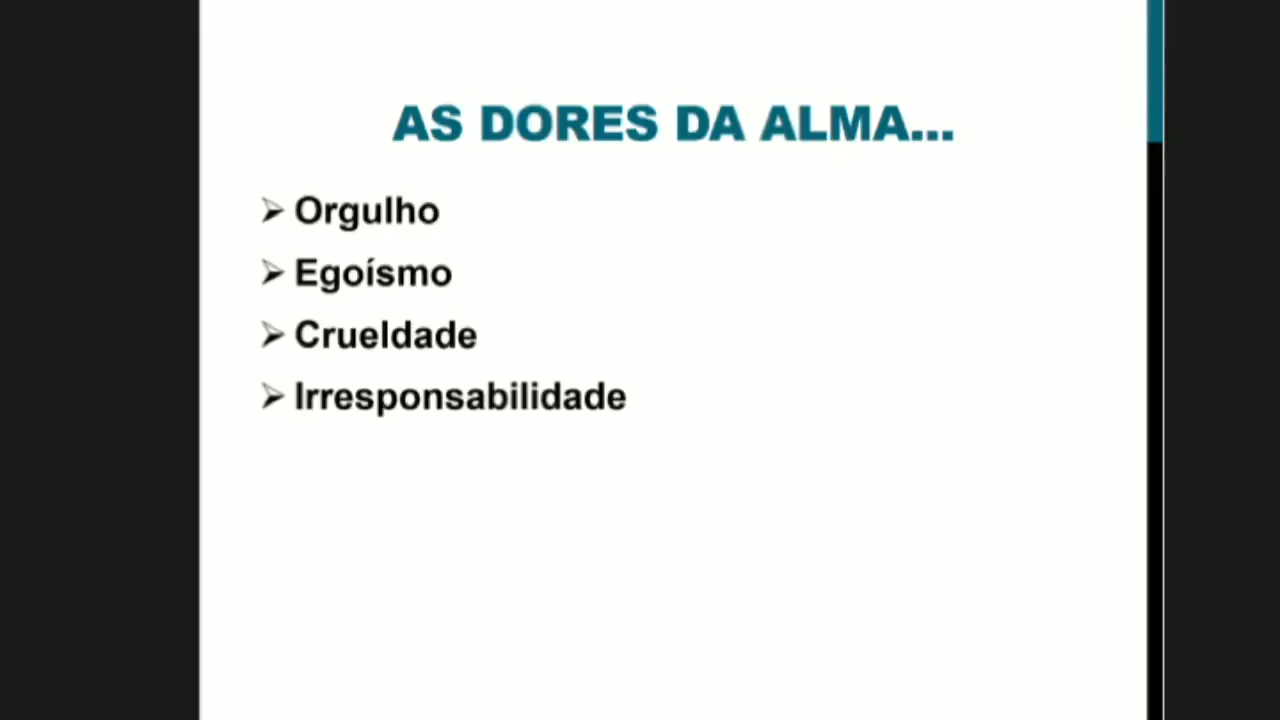 AS DORES DA ALMA...
Orgulho
Egoísmo
Crueldade
Irresponsabilidade